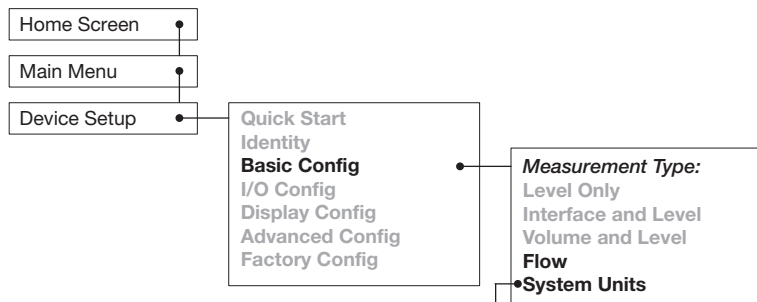 Home Screen
Main Menu
Device Setup
Quick Start
Identity
Basic Config
I/O Config
Display Config
Advanced Config
Factory Config
Measurement Type:
Level Only
Interface and Level
Volume and Level
Flow
System Units